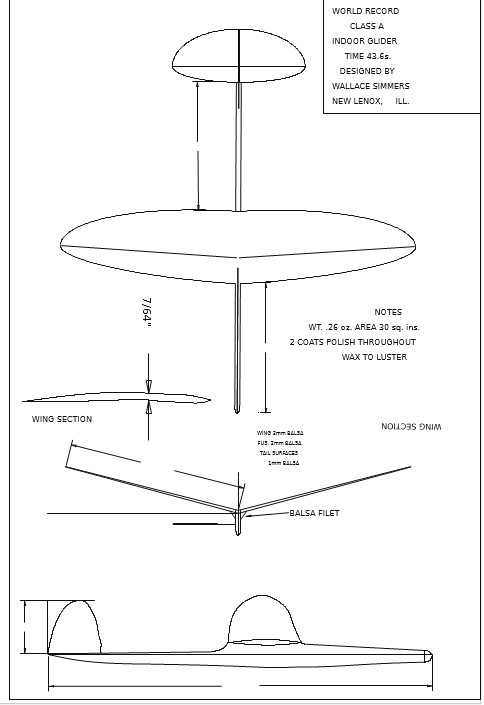 WORLD RECORD
CLASS A
INDOOR GLIDER
TIME 43.6s.
DESIGNED BY
WALLACE SIMMERS
NEW LENOX, ILL.
7/64"
NOTES
WT. .26 oz. AREA 30 sq. ins.
2 COATS POLISH THROUGHOUT
WAX TO LUSTER
WING SECTION
WING SECTION
WING 3mm BALSA
FUS. 3mm BALSA
TAIL SURFACES
1mm BALSA
BALSA FILET